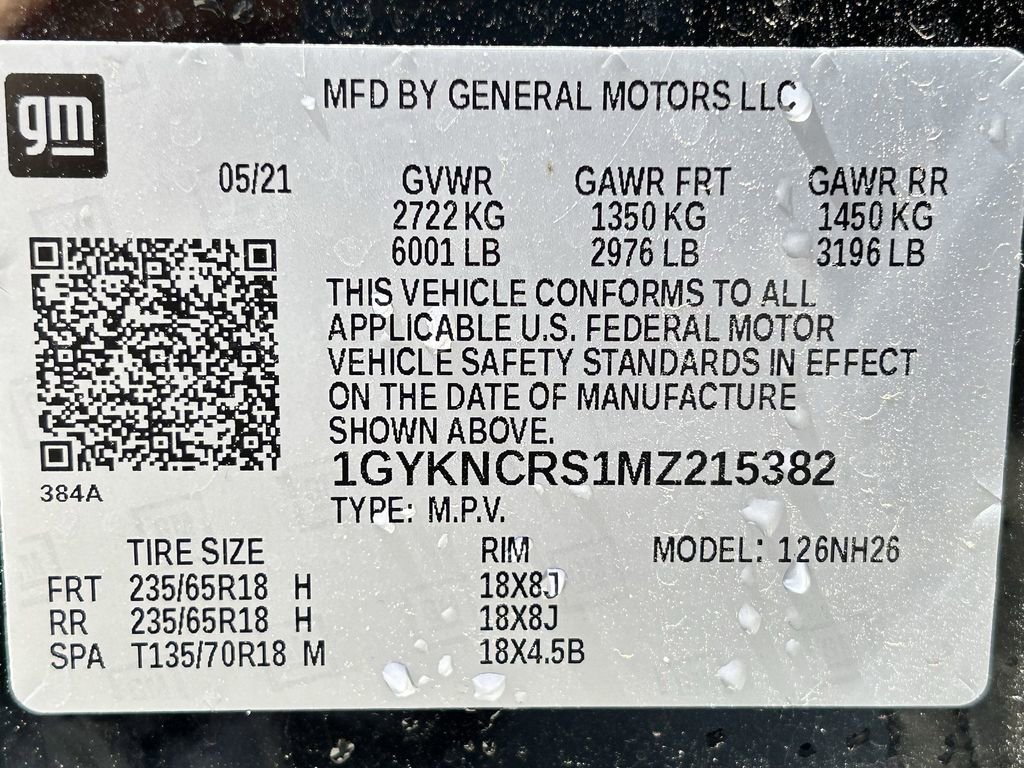 gm
MFD BY GENERAL MOTORS LLC
05/21 GVWR GAWR FRT GAWR RR
2722 KG 1350 KG 1450 KG
6001 LB 2976 LB 3196 LB
THIS VEHICLE CONFORMS TO ALL
APPLICABLE U.S. FEDERAL MOTOR
VEHICLE SAFETY STANDARDS IN EFFECT
ON THE DATE OF MANUFACTURE
SHOWN ABOVE.
1GYKNCRS1MZ215382
384A
TYPE: M.P.V.
TIRE SIZE RIM MODEL: 126NH26
FRT 235/65R18 H 18X8J
RR 235/65R18 H 18X8J
SPA T135/70R18 M 18X4.5B